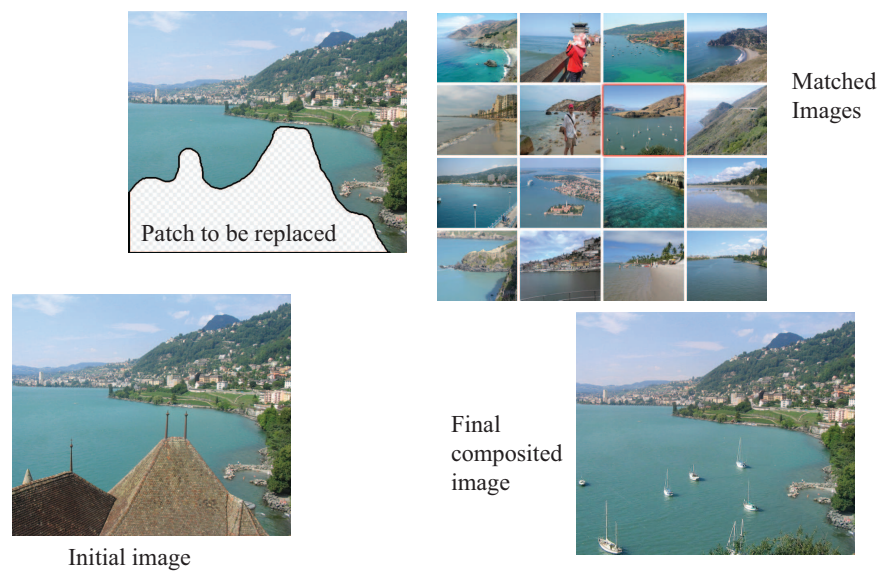 Patch to be replaced
Matched
Images
Final
composited
image
Initial image